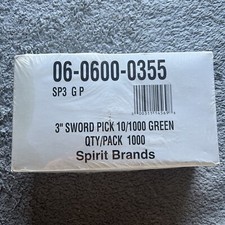 06-0600-0355
SP3 G P
3" SWORD PICK 10/1000 GREEN
QTY/PACK 1000
Spirit Brands